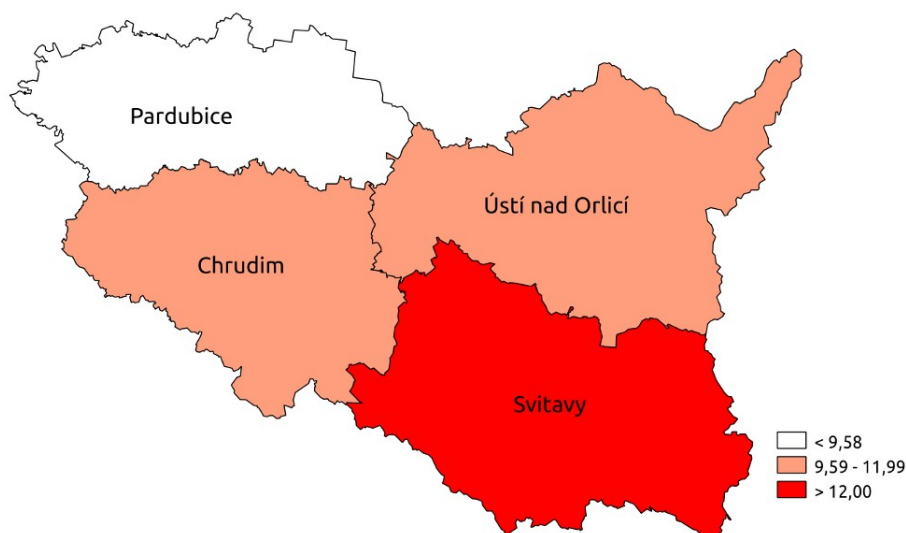 Pardubice
Ústí nad Orlicí
Chrudim
Svitavy
< 9,58
9,59 - 11,99
> 12,00